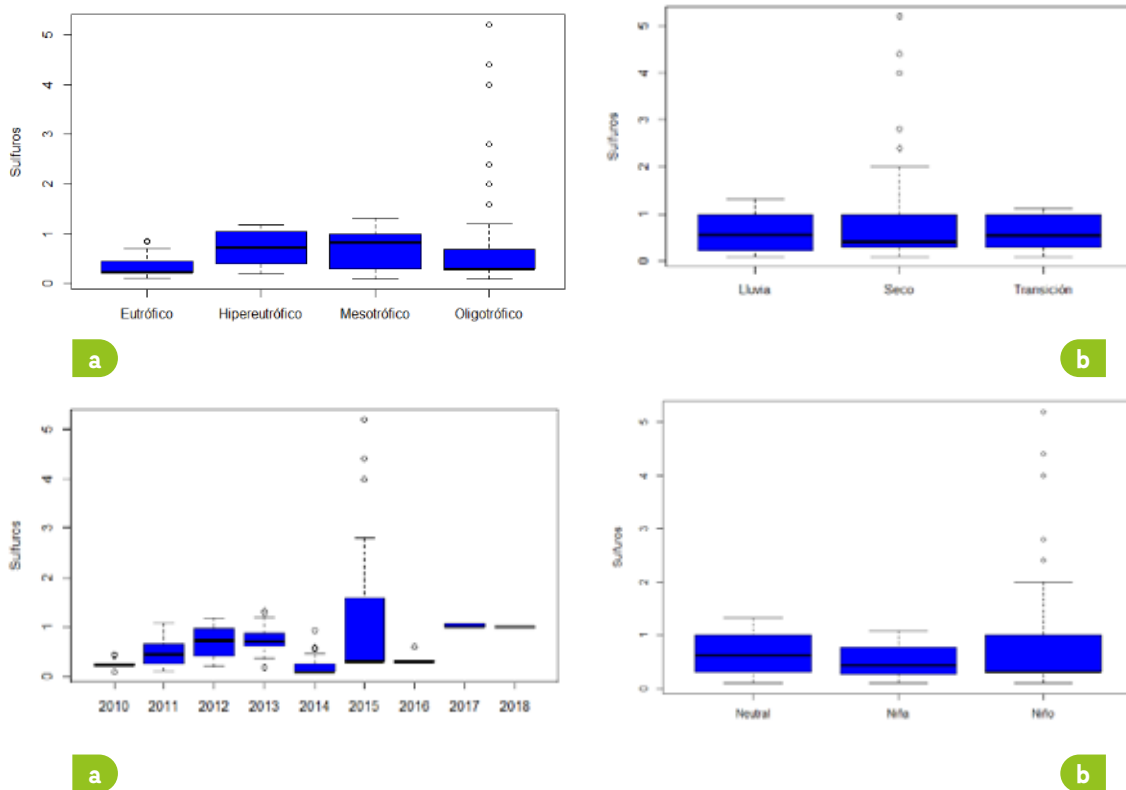 Sulfuros
5
4
3
2
1
0
Eutrófico Hipereutrófico Mesotrófico Oligotrófico
a
Sulfuros
5
4
3
2
1
0
Lluvia Seco Transición
b
Sulfuros
5
4
3
2
1
0
2010 2011 2012 2013 2014 2015 2016 2017 2018
a
Sulfuros
5
4
3
2
1
0
Neutral Niña Niño
b